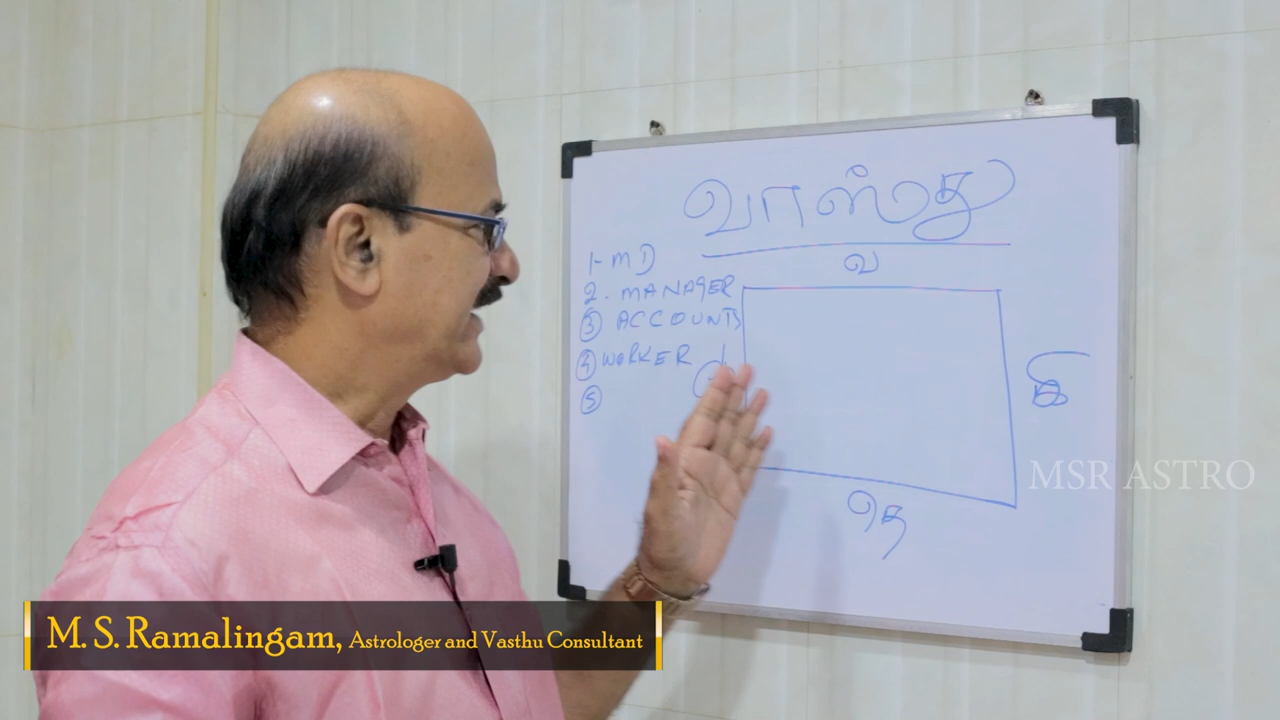 வாஸ்து
1- MD
2. MANAGER
③ ACCOUNTS
④ WORKER
⑤
வ
கி
தெ
MSR ASTRO
M. S. Ramalingam, Astrologer and Vasthu Consultant